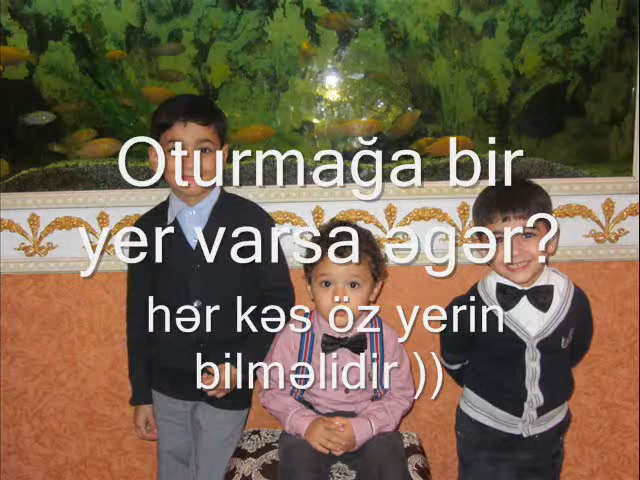 Oturmağa bir
yer varsa əgər?
hər kəs öz yerin
bilməlidir ))